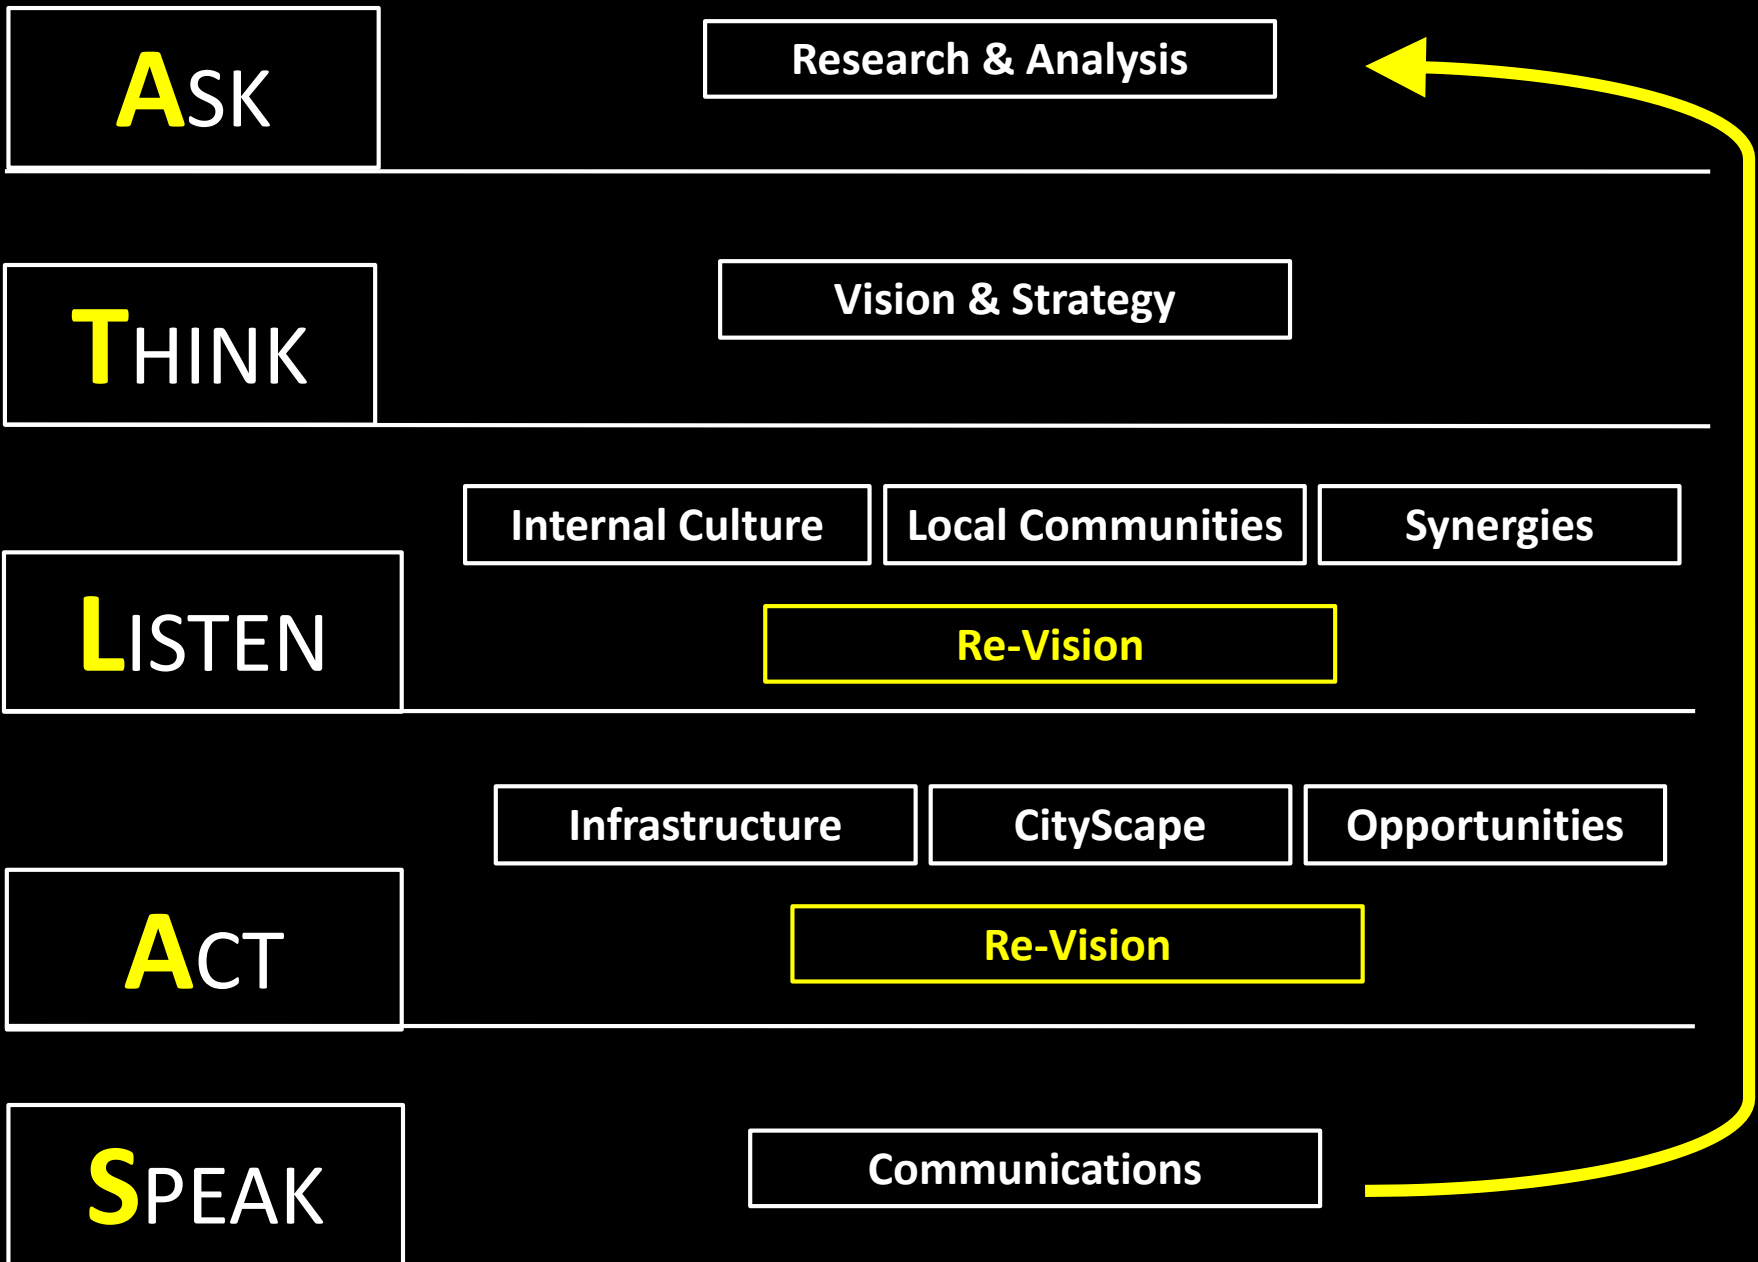 ASK
Research & Analysis
THINK
Vision & Strategy
Internal Culture
Local Communities
Synergies
LISTEN
Re-Vision
Infrastructure
CityScape
Opportunities
ACT
Re-Vision
SPEAK
Communications